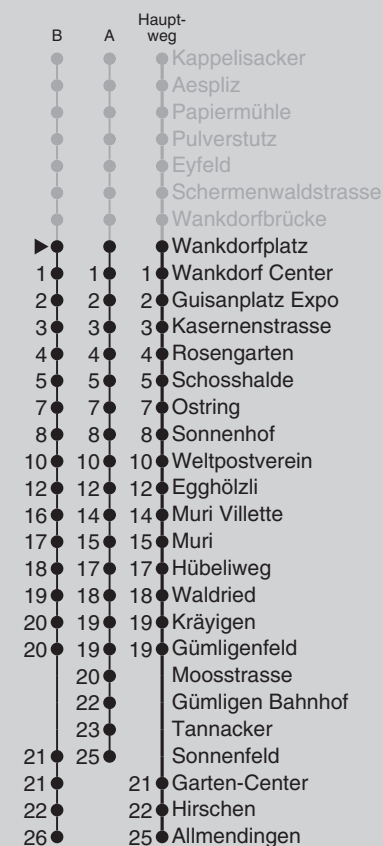 Haupt-
B A weg
Kappelisacker
Aespliz
Papiermühle
Pulverstutz
Eyfeld
Schermenwaldstrasse
Wankdorfbrücke
Wankdorfplatz
1 1 1 Wankdorf Center
2 2 2 Guisanplatz Expo
3 3 3 Kasernenstrasse
4 4 4 Rosengarten
5 5 5 Schosshalde
7 7 7 Ostring
8 8 8 Sonnenhof
10 10 10 Weltpostverein
12 12 12 Egghölzli
16 14 14 Muri Villette
17 15 15 Muri
18 17 17 Hübeliweg
19 18 18 Waldried
20 19 19 Kräyigen
20 19 19 Gümligenfeld
20 Moosstrasse
22 Gümligen Bahnhof
23 Tannacker
21 25 Sonnenfeld
21 21 Garten-Center
22 22 Hirschen
26 25 Allmendingen